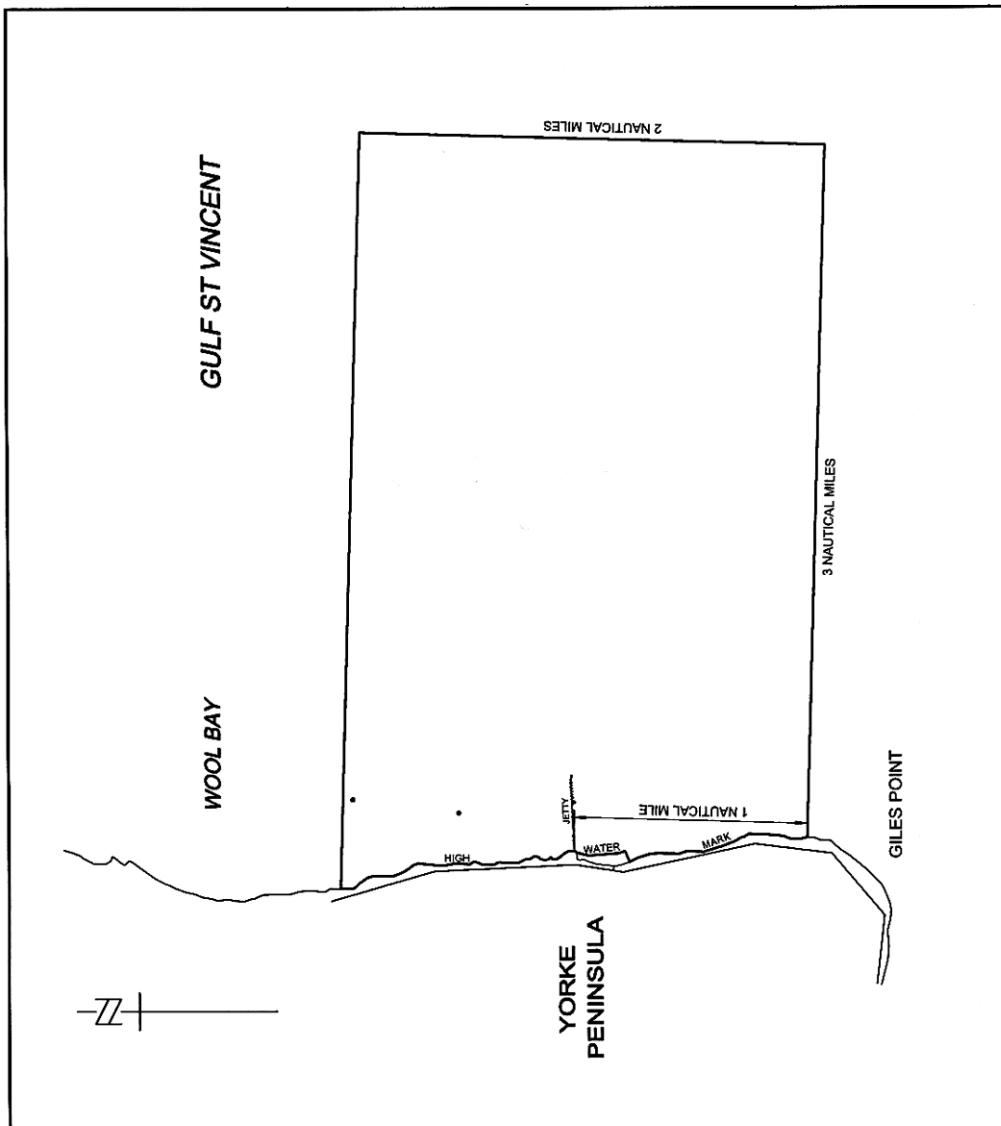 2 NAUTICAL MILES
GULF ST VINCENT
WOOL BAY
3 NAUTICAL MILES
JETTY
1 NAUTICAL MILE
HIGH
WATER
MARK
GILES POINT
YORKE
PENINSULA
N